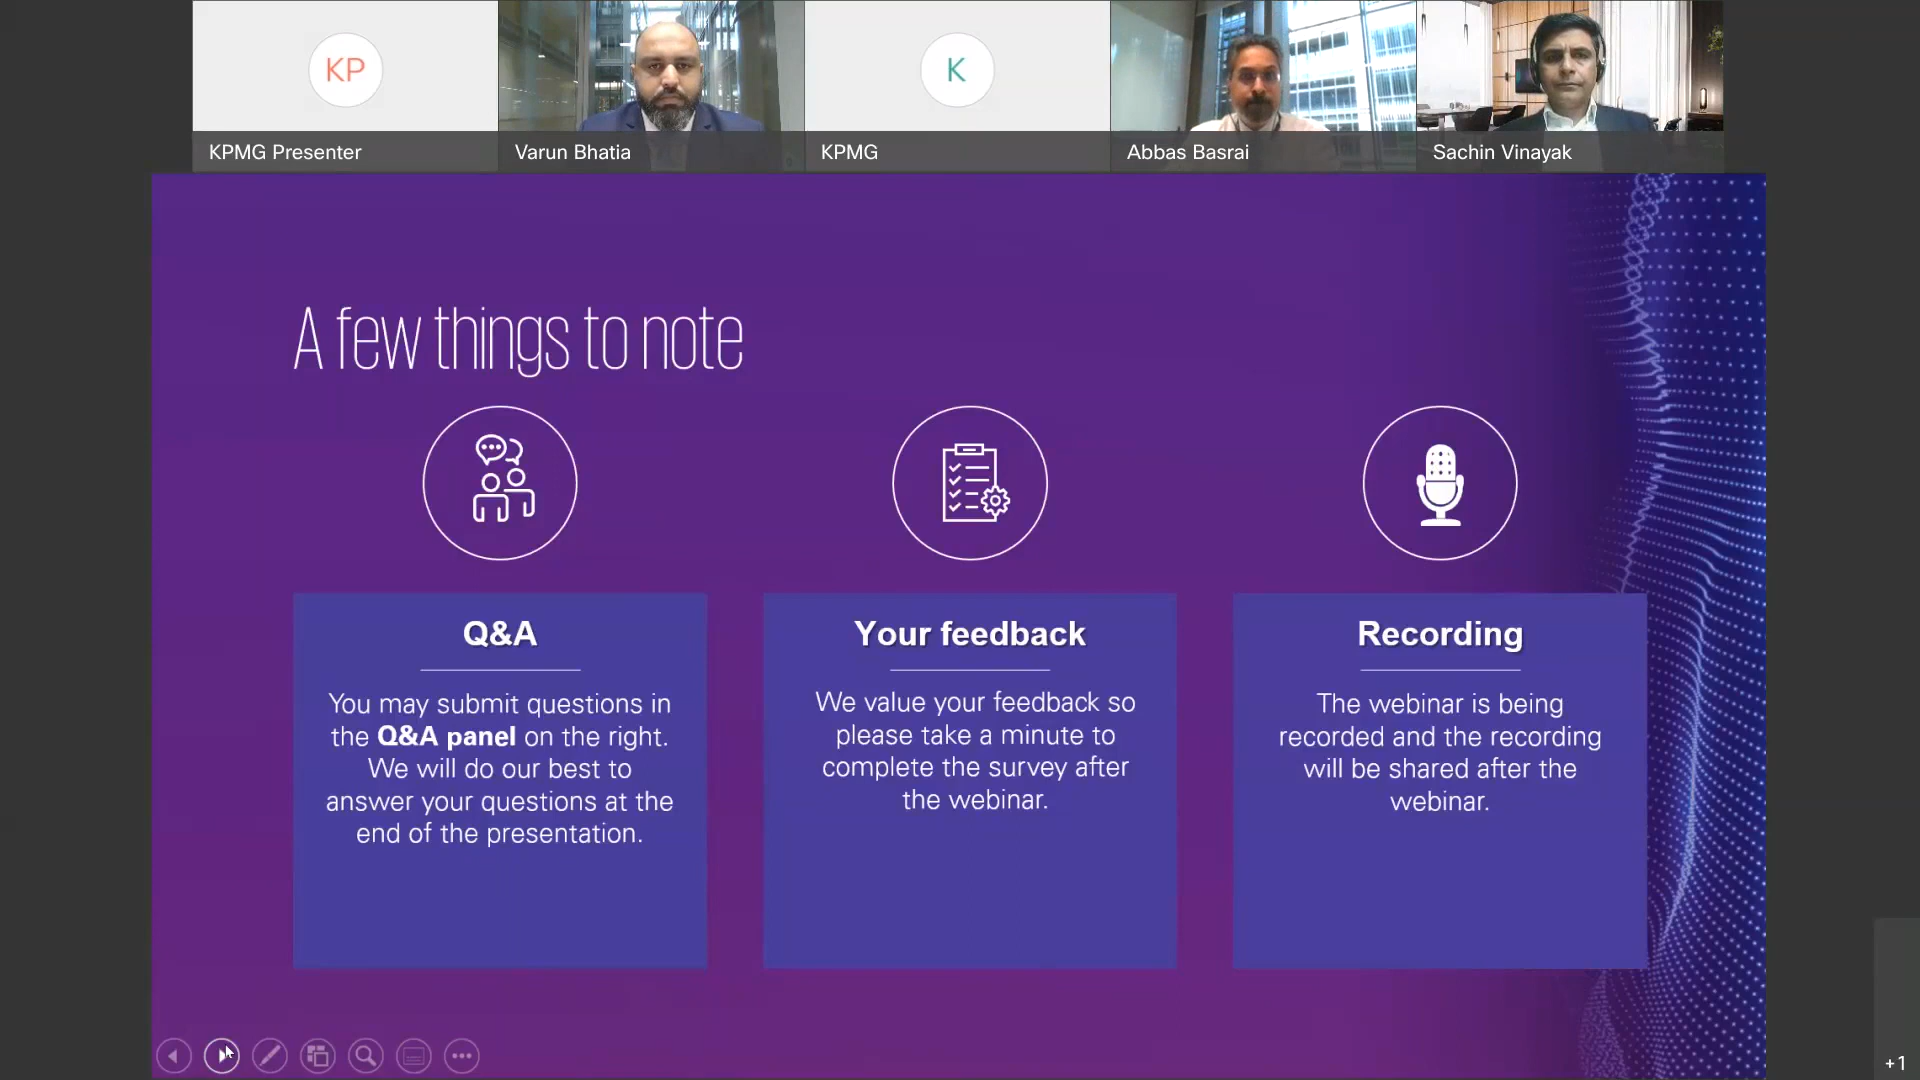 KP
K
KPMG Presenter
Varun Bhatia
KPMG
Abbas Basrai
Sachin Vinayak
A few things to note
Q&A
You may submit questions in
the Q&A panel on the right.
We will do our best to
answer your questions at the
end of the presentation.
Your feedback
We value your feedback so
please take a minute to
complete the survey after
the webinar.
Recording
The webinar is being
recorded and the recording
will be shared after the
webinar.
+1